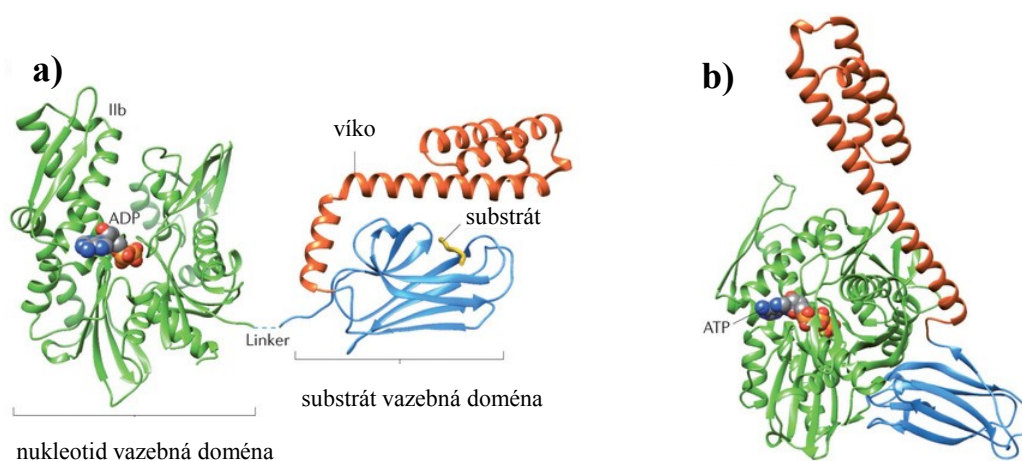 a)
IIb
ADP
víko
substrát
Linker
substrát vazebná doména
nukleotid vazebná doména
b)
ATP